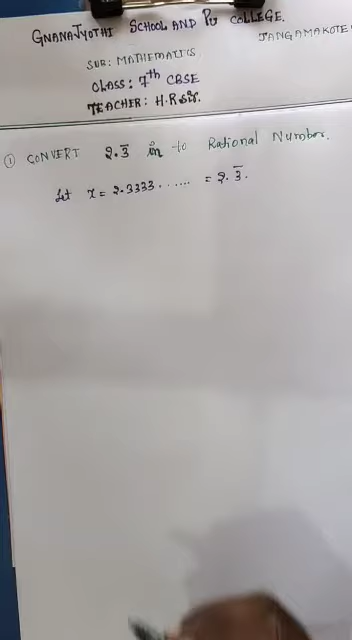 GNANAJYOTHI SCHOOL AND PU COLLEGE.
JANGAMAKOTE
SUB: MATHEMATICS
CLASS: 7th CBSE
TEACHER: H.R Sir.
① CONVERT 2.3̅ in to Rational Number.
Let x = 2.3333....... = 2.3̅.